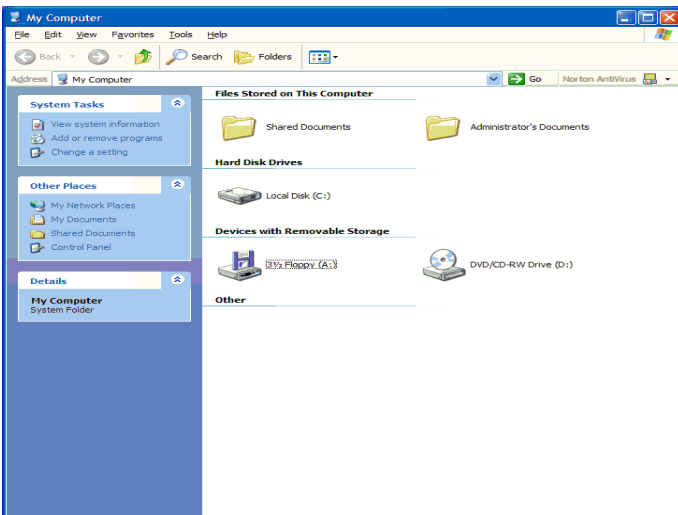 My Computer
File Edit View Favorites Tools Help
Back Search Folders
Address My Computer Go Norton AntiVirus
System Tasks
View system information
Add or remove programs
Change a setting
Other Places
My Network Places
My Documents
Shared Documents
Control Panel
Details
My Computer
System Folder
Files Stored on This Computer
Shared Documents Administrator's Documents
Hard Disk Drives
Local Disk (C:)
Devices with Removable Storage
3½ Floppy (A:) DVD/CD-RW Drive (D:)
Other